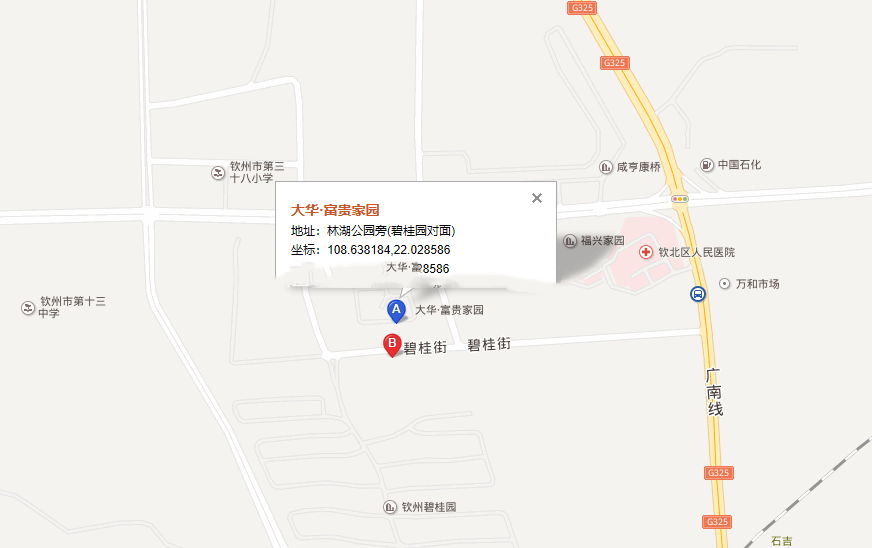 G325
G325
咸亨康桥
中国石化
钦州市第三
十八小学
大华·富贵家园
地址：林湖公园旁(碧桂园对面)
坐标：108.638184,22.028586
大华·富
8586
福兴家园
钦北区人民医院
万和市场
钦州市第十三
中学
A
大华·富贵家园
B
碧桂街
碧桂街
广南线
G325
钦州碧桂园
G325
石吉